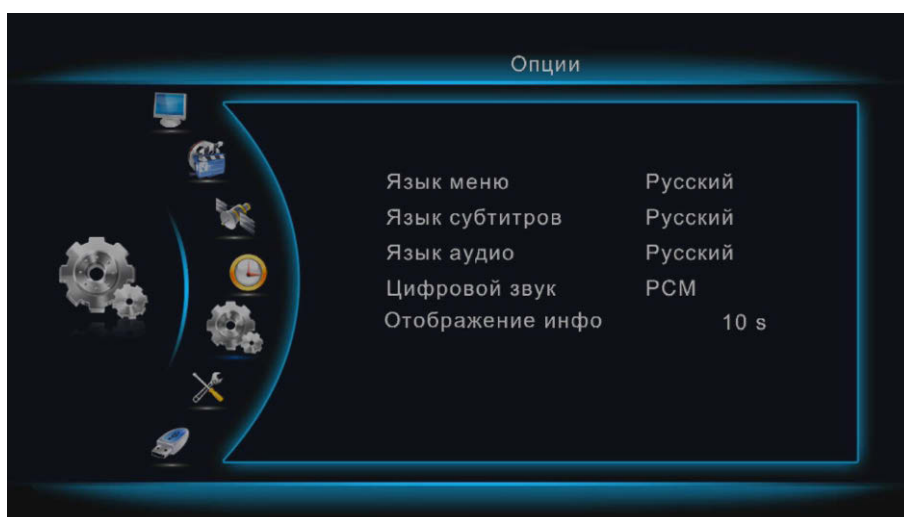 Опции
Язык меню Русский
Язык субтитров Русский
Язык аудио Русский
Цифровой звук PCM
Отображение инфо 10 s